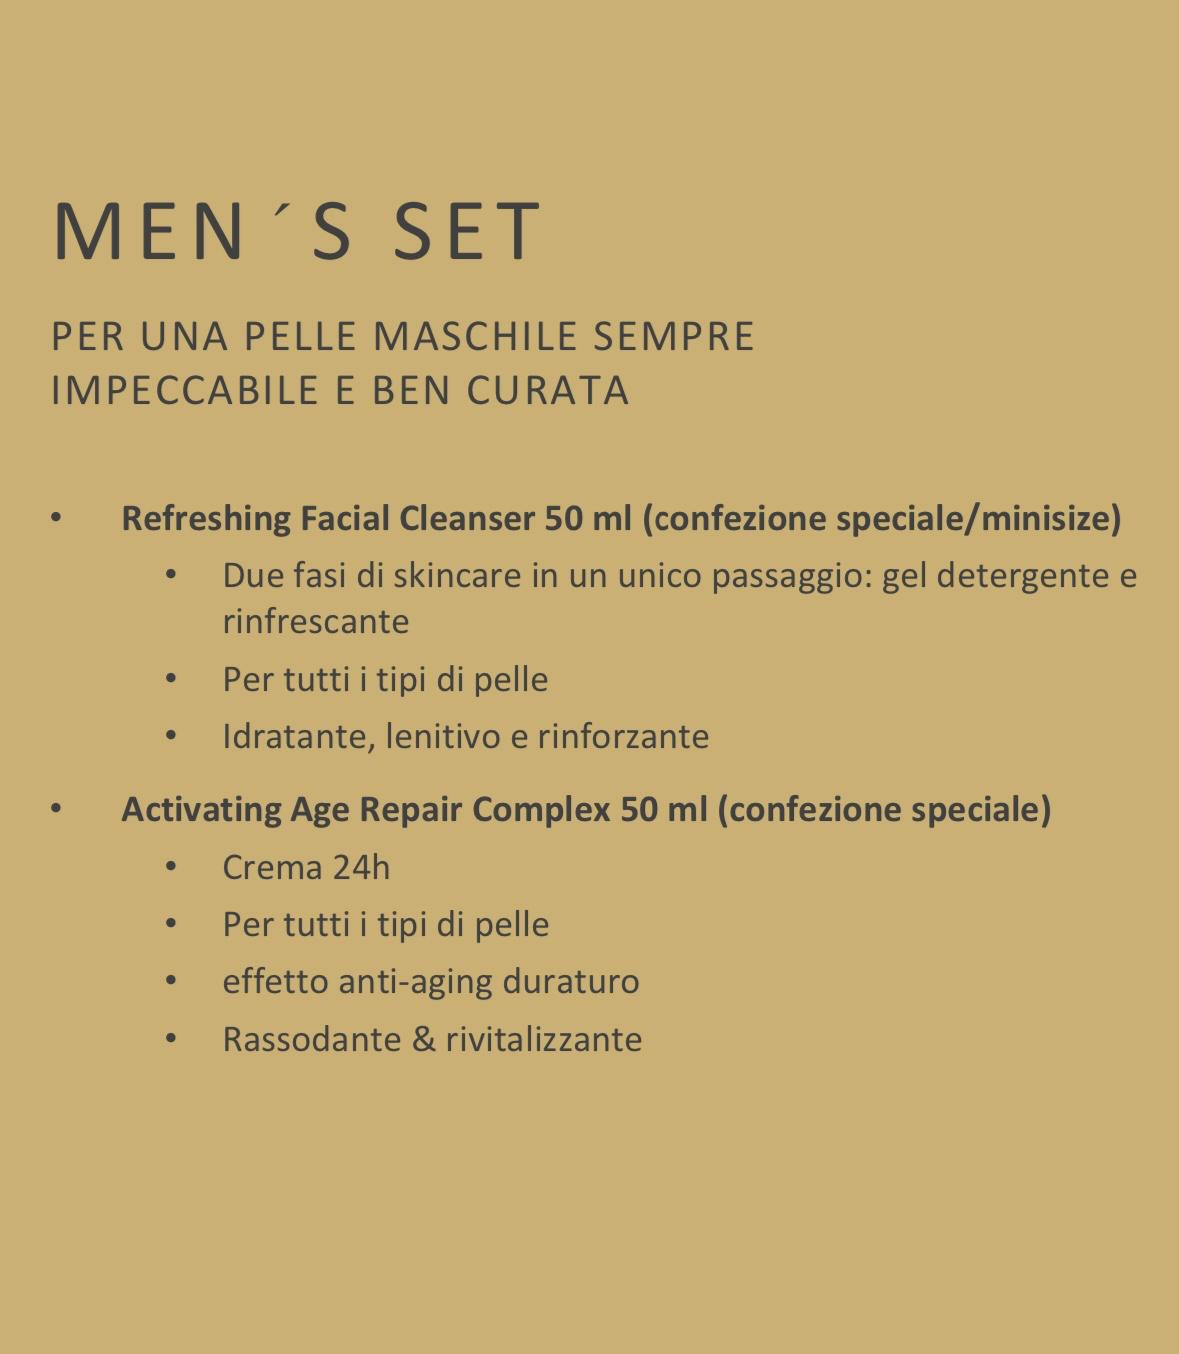 MEN´S SET
PER UNA PELLE MASCHILE SEMPRE
IMPECCABILE E BEN CURATA
• Refreshing Facial Cleanser 50 ml (confezione speciale/minisize)
• Due fasi di skincare in un unico passaggio: gel detergente e
rinfrescante
• Per tutti i tipi di pelle
• Idratante, lenitivo e rinforzante
• Activating Age Repair Complex 50 ml (confezione speciale)
• Crema 24h
• Per tutti i tipi di pelle
• effetto anti-aging duraturo
• Rassodante & rivitalizzante